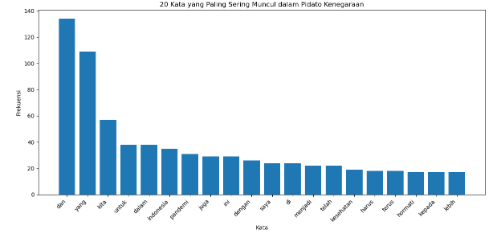 20 Kata yang Paling Sering Muncul dalam Pidato Kenegaraan
140
120
100
80
60
40
20
0
Frekuensi
dan
yang
kita
untuk
dalam
indonesia
pandemi
juga
ini
dengan
saya
di
menjadi
telah
kesehatan
harus
terus
hormati
kepada
lebih
Kata